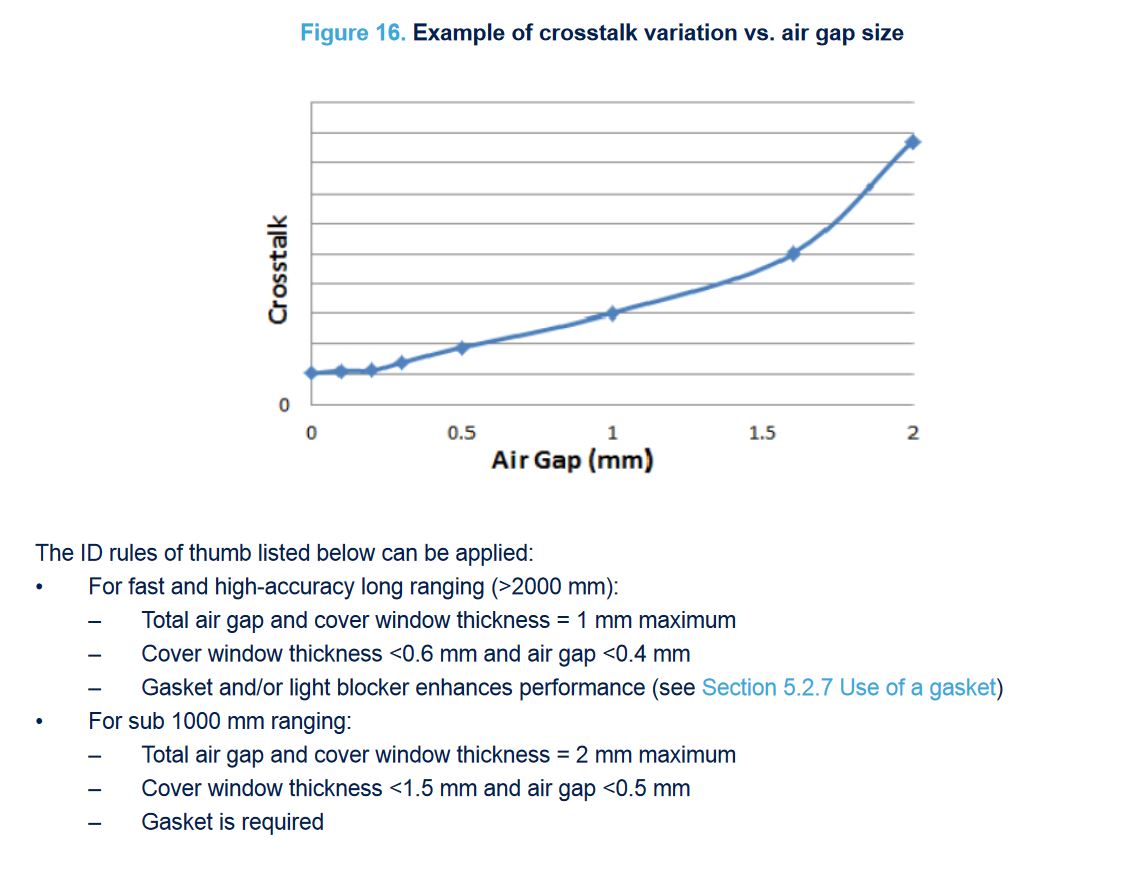 Figure 16. Example of crosstalk variation vs. air gap size
Crosstalk
0
0 0.5 1 1.5 2
Air Gap (mm)
The ID rules of thumb listed below can be applied:
• For fast and high-accuracy long ranging (>2000 mm):
– Total air gap and cover window thickness = 1 mm maximum
– Cover window thickness <0.6 mm and air gap <0.4 mm
– Gasket and/or light blocker enhances performance (see Section 5.2.7 Use of a gasket)
• For sub 1000 mm ranging:
– Total air gap and cover window thickness = 2 mm maximum
– Cover window thickness <1.5 mm and air gap <0.5 mm
– Gasket is required